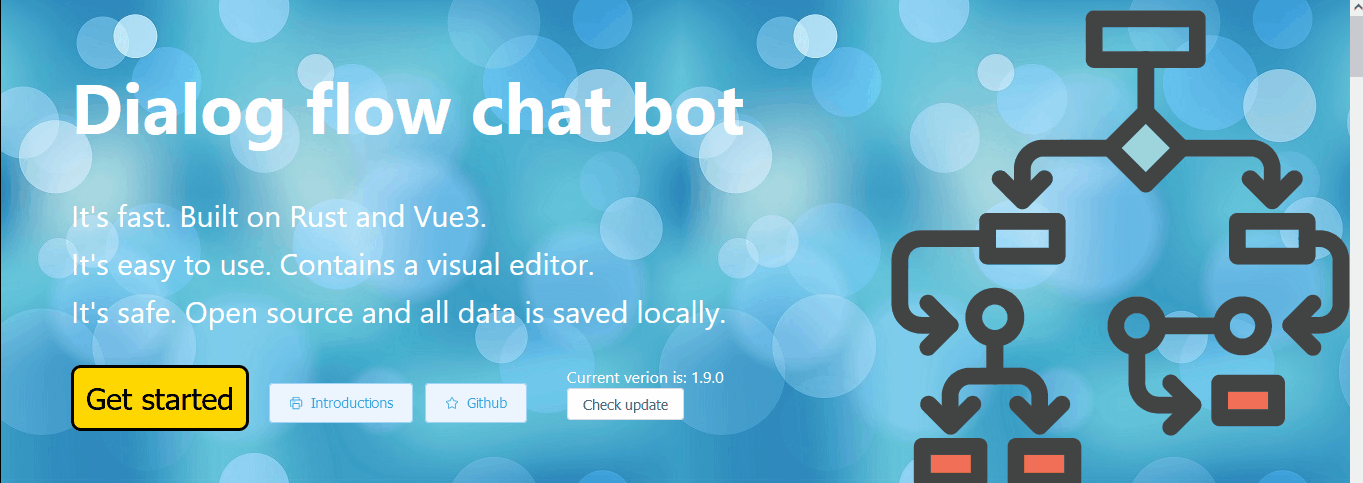 Dialog flow chat bot
It's fast. Built on Rust and Vue3.
It's easy to use. Contains a visual editor.
It's safe. Open source and all data is saved locally.
Get started
Introductions
Github
Current verion is: 1.9.0
Check update